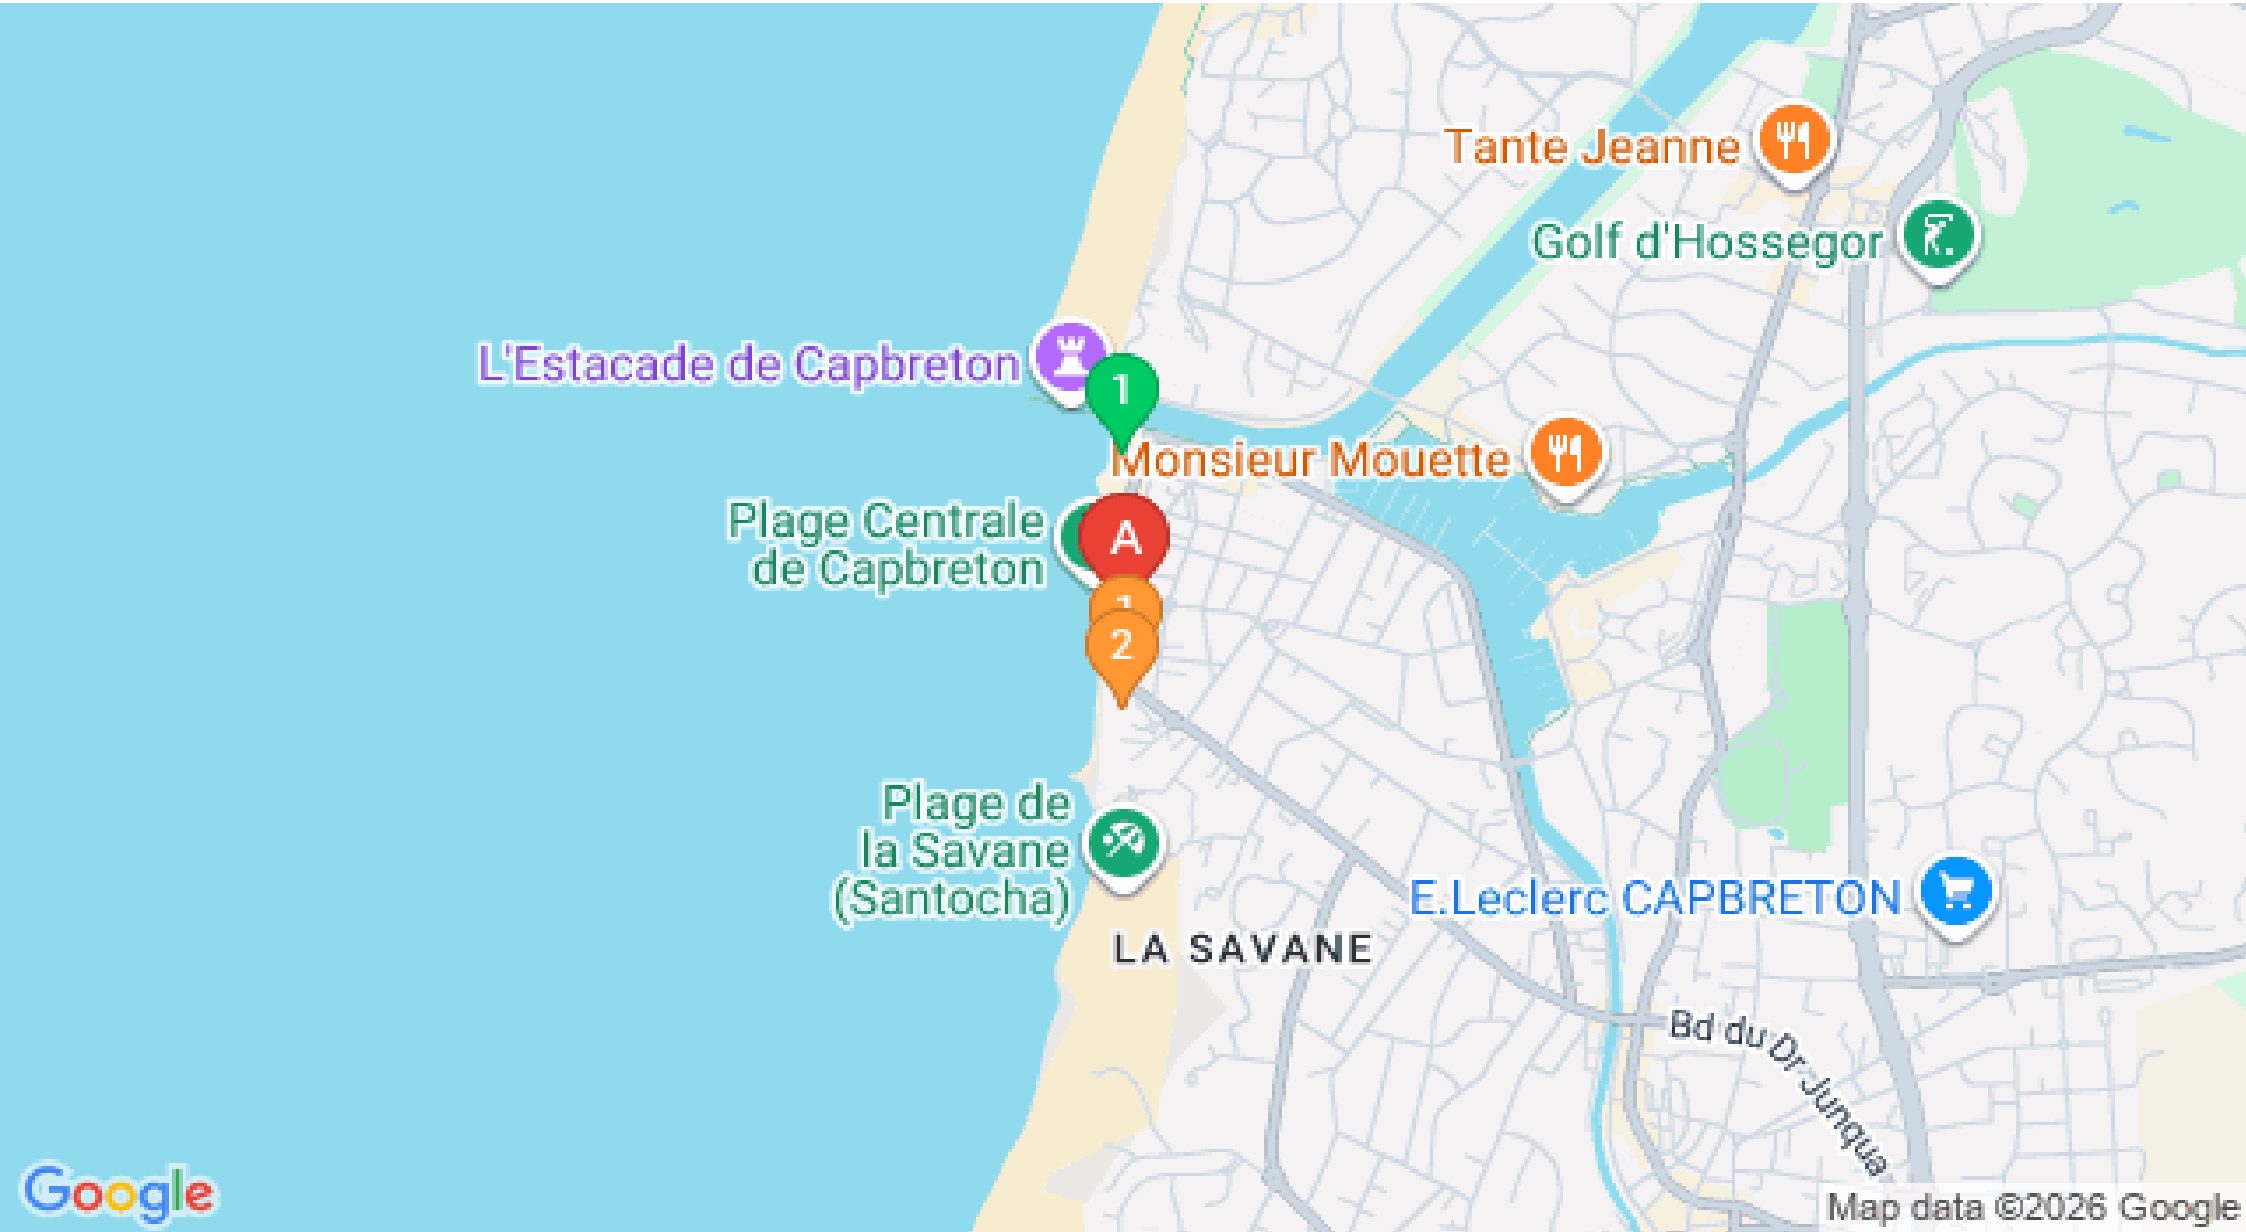 Tante Jeanne
Golf d'Hossegor
L'Estacade de Capbreton
1
Monsieur Mouette
Plage Centrale
de Capbreton
A
1
2
Plage de
la Savane
(Santocha)
E.Leclerc CAPBRETON
LA SAVANE
Bd du Dr Junqua
Google
Map data ©2026 Google